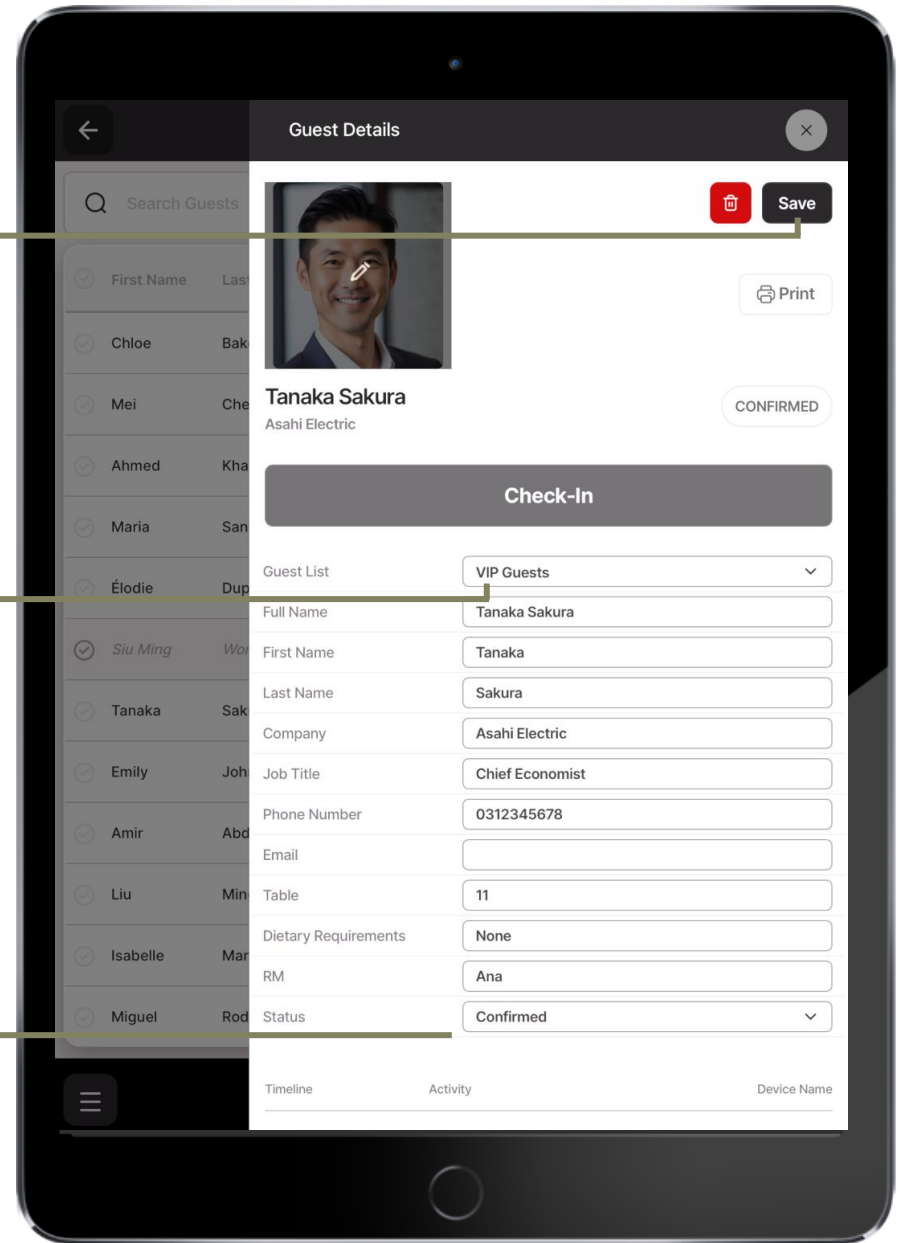 Guest Details
Search Guests
Save
First Name Las
Print
Chloe Bak
Mei Che
Tanaka Sakura
Asahi Electric
CONFIRMED
Ahmed Kha
Check-In
Maria San
Élodie Dup
Guest List VIP Guests
Full Name Tanaka Sakura
Siu Ming Wo
First Name Tanaka
Last Name Sakura
Tanaka Sak
Company Asahi Electric
Emily Joh
Job Title Chief Economist
Phone Number 0312345678
Amir Abd
Email
Liu Min
Table 11
Dietary Requirements None
Isabelle Mar
RM Ana
Miguel Rod
Status Confirmed
Timeline Activity Device Name